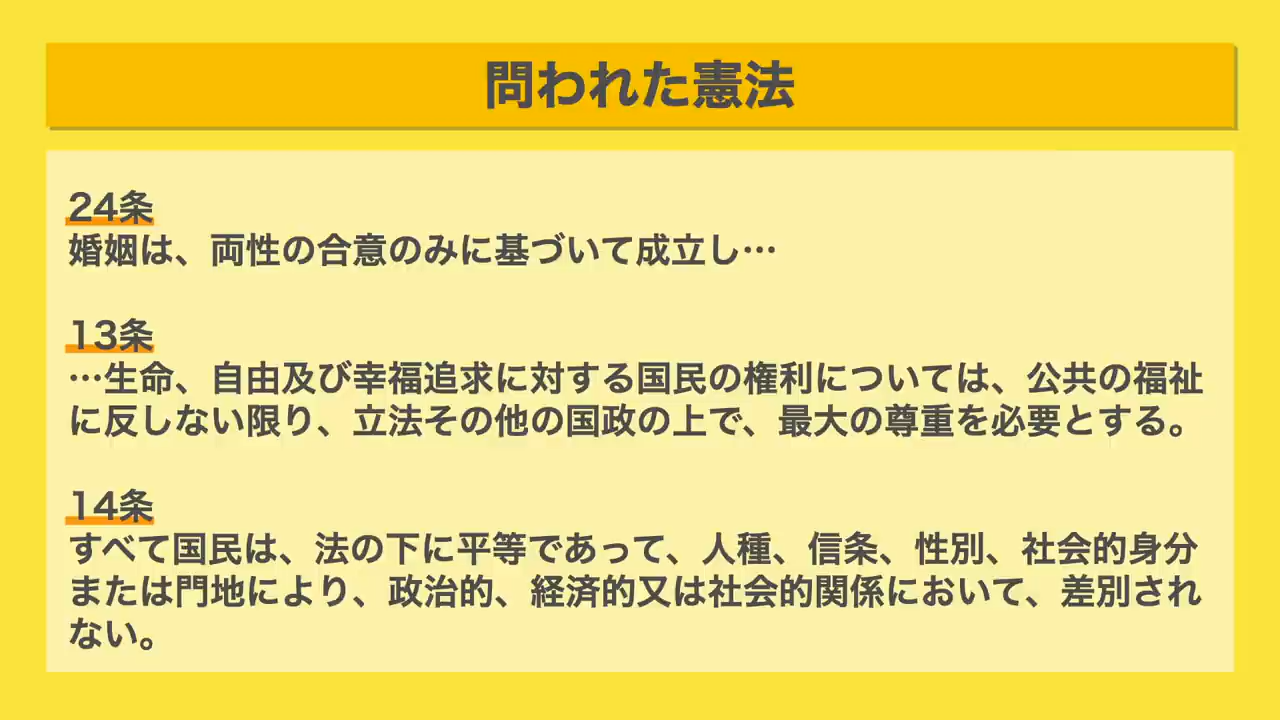 問われた憲法
24条
婚姻は、両性の合意のみに基づいて成立し…
13条
…生命、自由及び幸福追求に対する国民の権利については、公共の福祉
に反しない限り、立法その他の国政の上で、最大の尊重を必要とする。
14条
すべて国民は、法の下に平等であって、人種、信条、性別、社会的身分
または門地により、政治的、経済的又は社会的関係において、差別され
ない。